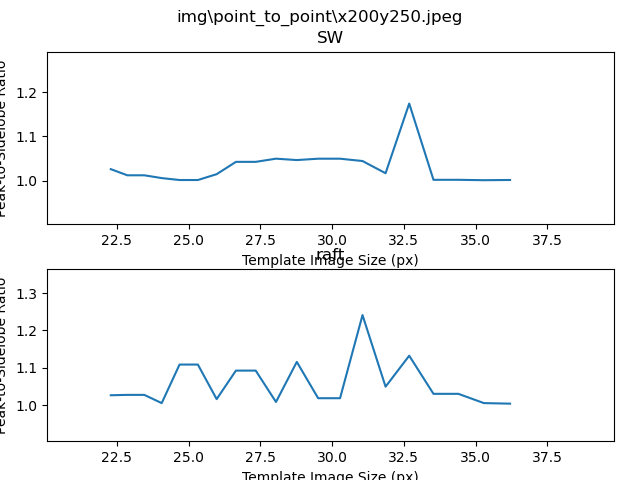 img\point_to_point\x200y250.jpeg
SW
Peak-to-Sidelobe Ratio
1.2
1.1
1.0
22.5 25.0 27.5 30.0 32.5 35.0 37.5
Template Image Size (px)
raft
Peak-to-Sidelobe Ratio
1.3
1.2
1.1
1.0
22.5 25.0 27.5 30.0 32.5 35.0 37.5
Template Image Size (px)